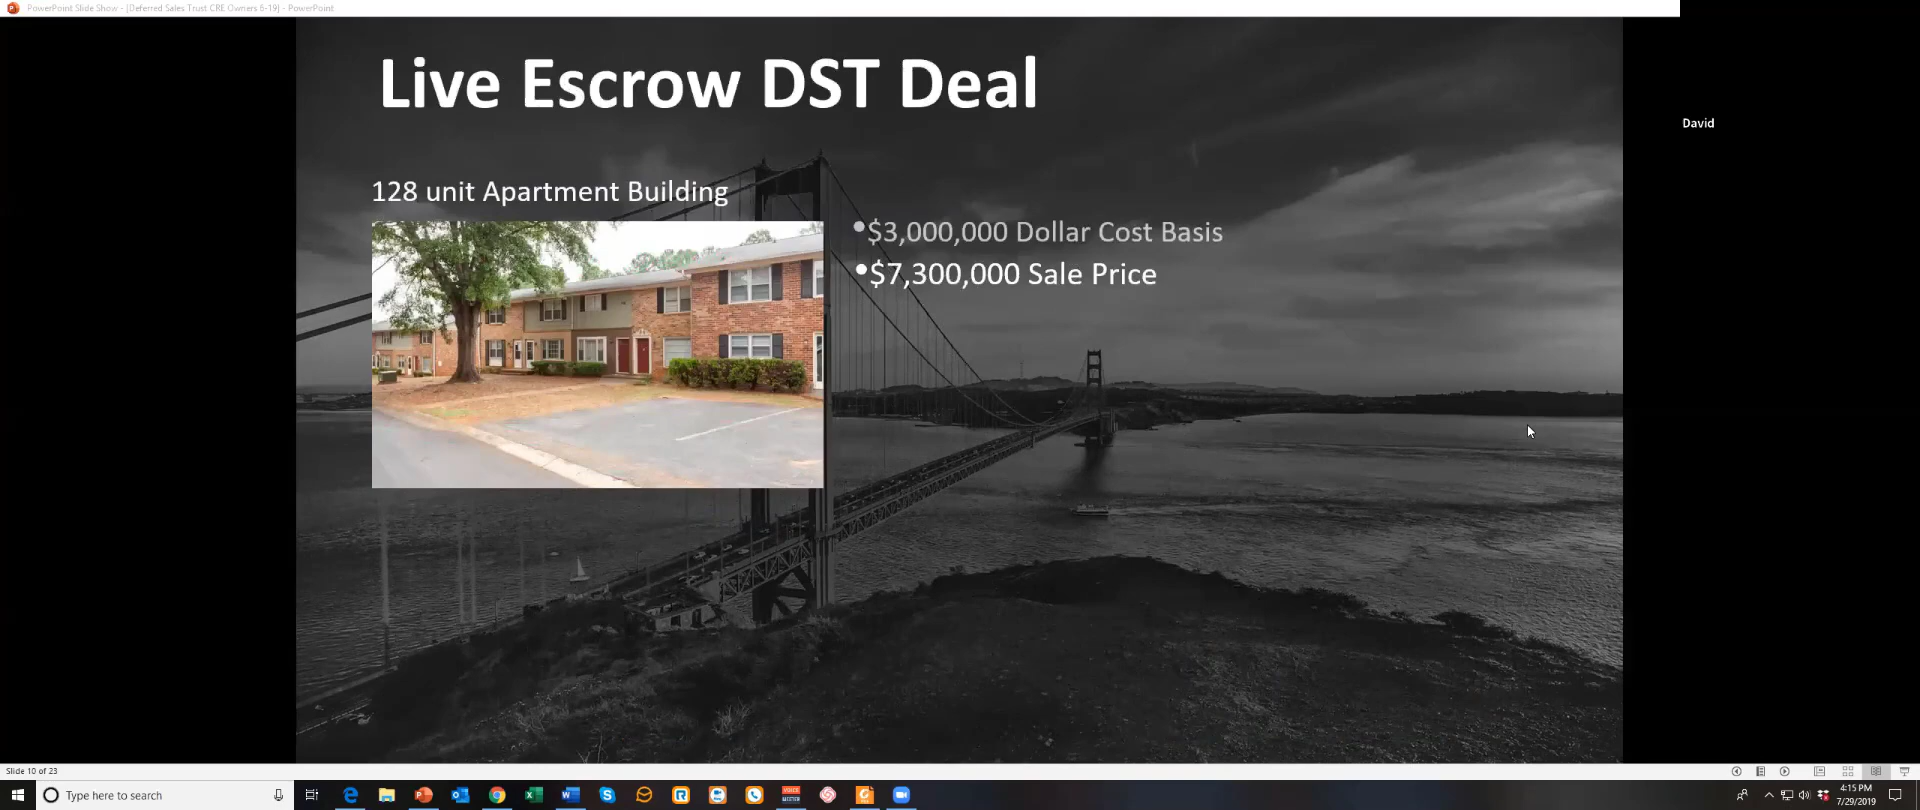 PowerPoint Slide Show - [Deferred Sales Trust CRE Owners 6-19] - PowerPoint
Live Escrow DST Deal
David
128 unit Apartment Building
•$3,000,000 Dollar Cost Basis
•$7,300,000 Sale Price
Slide 10 of 23
Type here to search
4:15 PM
7/29/2019